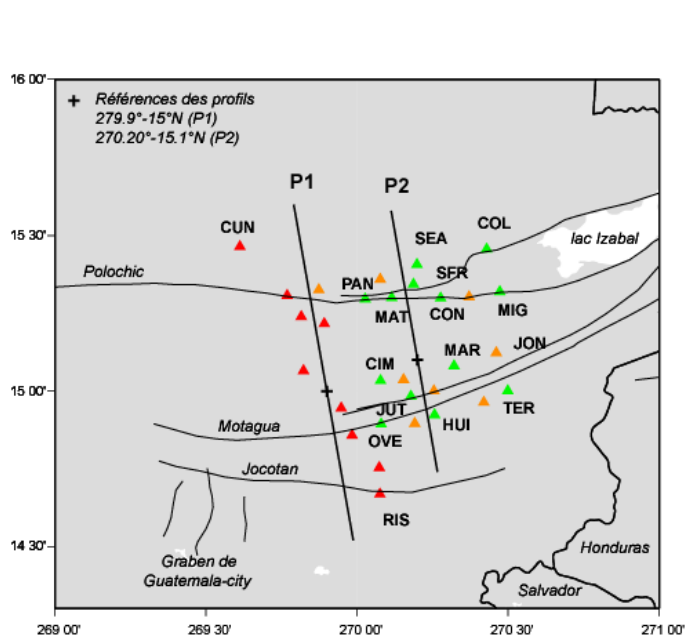 16 00'
Références des profils
279.9°-15°N (P1)
270.20°-15.1°N (P2)
P1
P2
CUN
SEA
COL
15 30'
lac Izabal
Polochic
PAN
SFR
MAT
CON
MIG
JON
MAR
CIM
15 00'
JUT
TER
Motagua
HUI
OVE
Jocotan
RIS
14 30'
Graben de
Guatemala-city
Honduras
Salvador
269 00'
269 30'
270 00'
270 30'
271 00'